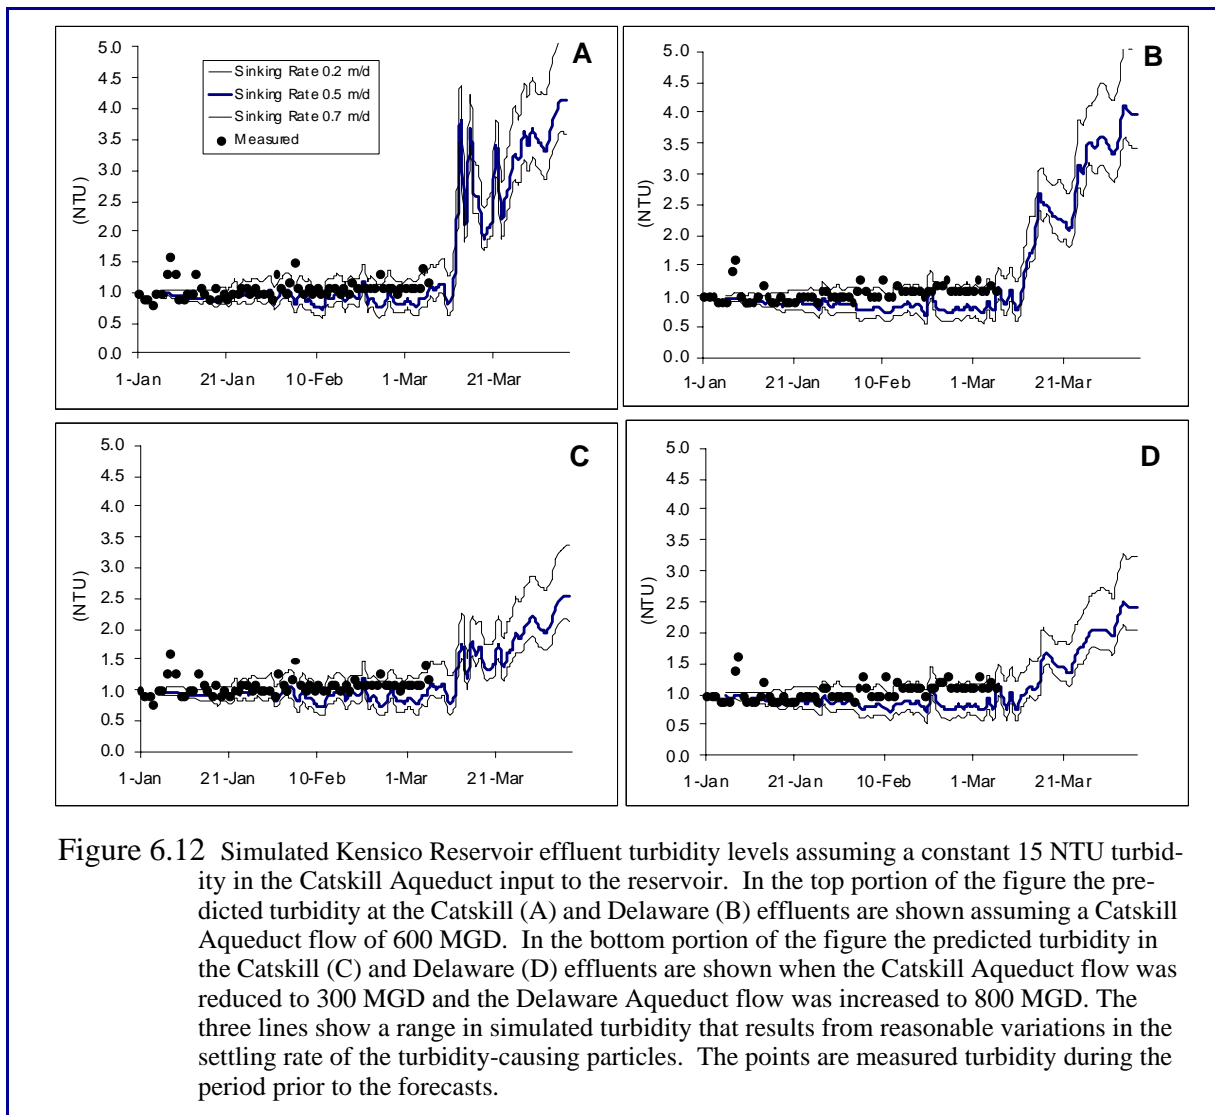 A
5.0
4.5
4.0
3.5
3.0
2.5
2.0
1.5
1.0
0.5
0.0
(NTU)
Sinking Rate 0.2 m/d
Sinking Rate 0.5 m/d
Sinking Rate 0.7 m/d
Measured
1-Jan 21-Jan 10-Feb 1-Mar 21-Mar
B
5.0
4.5
4.0
3.5
3.0
2.5
2.0
1.5
1.0
0.5
0.0
(NTU)
1-Jan 21-Jan 10-Feb 1-Mar 21-Mar
C
5.0
4.5
4.0
3.5
3.0
2.5
2.0
1.5
1.0
0.5
0.0
(NTU)
1-Jan 21-Jan 10-Feb 1-Mar 21-Mar
D
5.0
4.5
4.0
3.5
3.0
2.5
2.0
1.5
1.0
0.5
0.0
(NTU)
1-Jan 21-Jan 10-Feb 1-Mar 21-Mar
Figure 6.12 Simulated Kensico Reservoir effluent turbidity levels assuming a constant 15 NTU turbid-
ity in the Catskill Aqueduct input to the reservoir. In the top portion of the figure the pre-
dicted turbidity at the Catskill (A) and Delaware (B) effluents are shown assuming a Catskill
Aqueduct flow of 600 MGD. In the bottom portion of the figure the predicted turbidity in
the Catskill (C) and Delaware (D) effluents are shown when the Catskill Aqueduct flow was
reduced to 300 MGD and the Delaware Aqueduct flow was increased to 800 MGD. The
three lines show a range in simulated turbidity that results from reasonable variations in the
settling rate of the turbidity-causing particles. The points are measured turbidity during the
period prior to the forecasts.